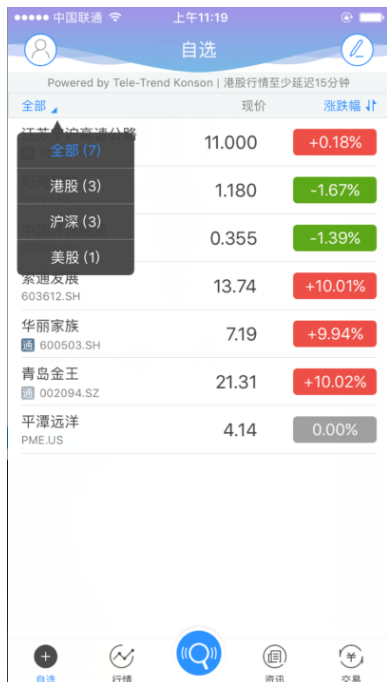 中国联通
上午11:19
自选
Powered by Tele-Trend Konson | 港股行情至少延迟15分钟
全部
现价
涨跌幅
11.000
+0.18%
全部 (7)
港股 (3)
1.180
-1.67%
沪深 (3)
0.355
-1.39%
美股 (1)
索通发展
603612.SH
13.74
+10.01%
华丽家族
通 600503.SH
7.19
+9.94%
青岛金王
通 002094.SZ
21.31
+10.02%
平潭远洋
PME.US
4.14
0.00%
自选
行情
资讯
交易